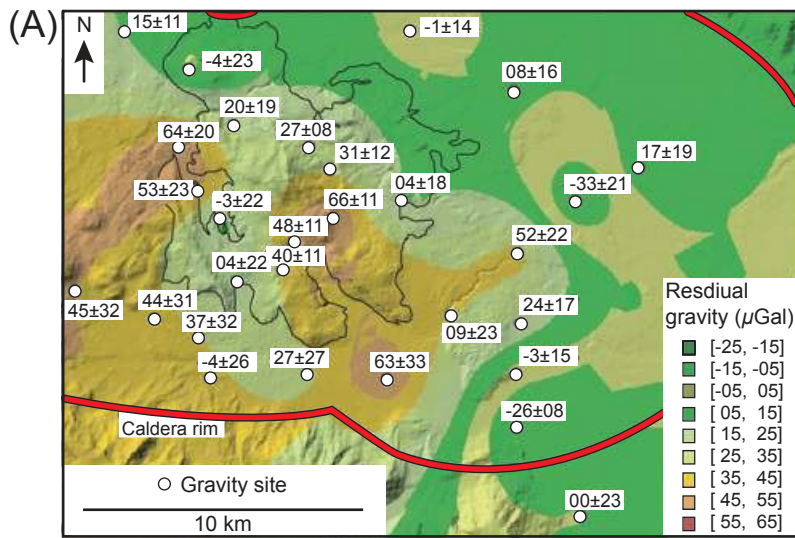 (A)
N
15±11
-1±14
-4±23
08±16
20±19
64±20
27±08
31±12
17±19
53±23
-3±22
66±11
04±18
-33±21
48±11
52±22
40±11
04±22
45±32
44±31
37±32
09±23
24±17
-4±26
27±27
63±33
-3±15
-26±08
00±23
Caldera rim
Gravity site
10 km
Resdiual
gravity (µGal)
[-25, -15]
[-15, -05]
[-05, 05]
[05, 15]
[ 15, 25]
[ 25, 35]
[ 35, 45]
[ 45, 55]
[ 55, 65]